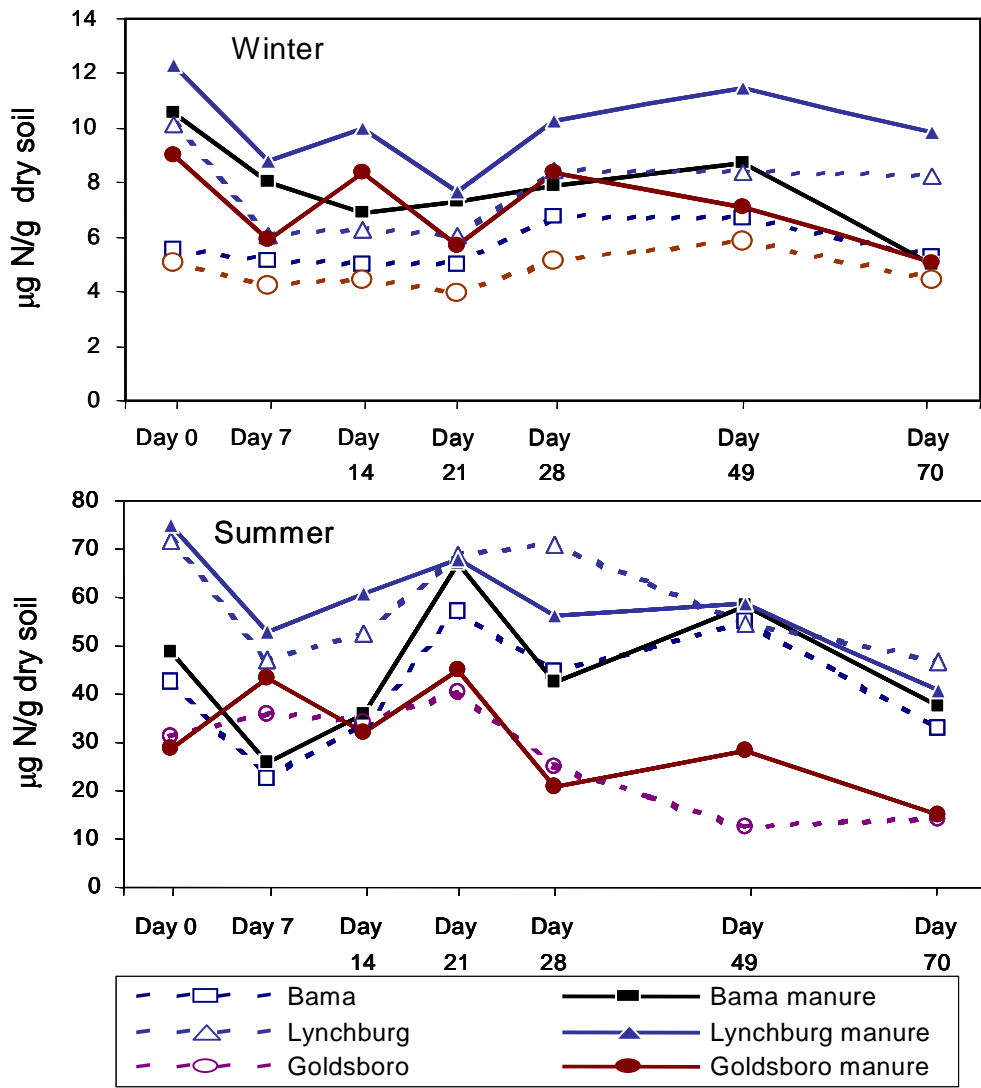 14
Winter
12
10
8
6
4
2
0
µg N/g dry soil
Day 0 Day 7 Day Day Day Day Day
14 21 28 49 70
80
Summer
70
60
50
40
30
20
10
0
µg N/g dry soil
Day 0 Day 7 Day Day Day Day Day
14 21 28 49 70
Bama Bama manure
Lynchburg Lynchburg manure
Goldsboro Goldsboro manure